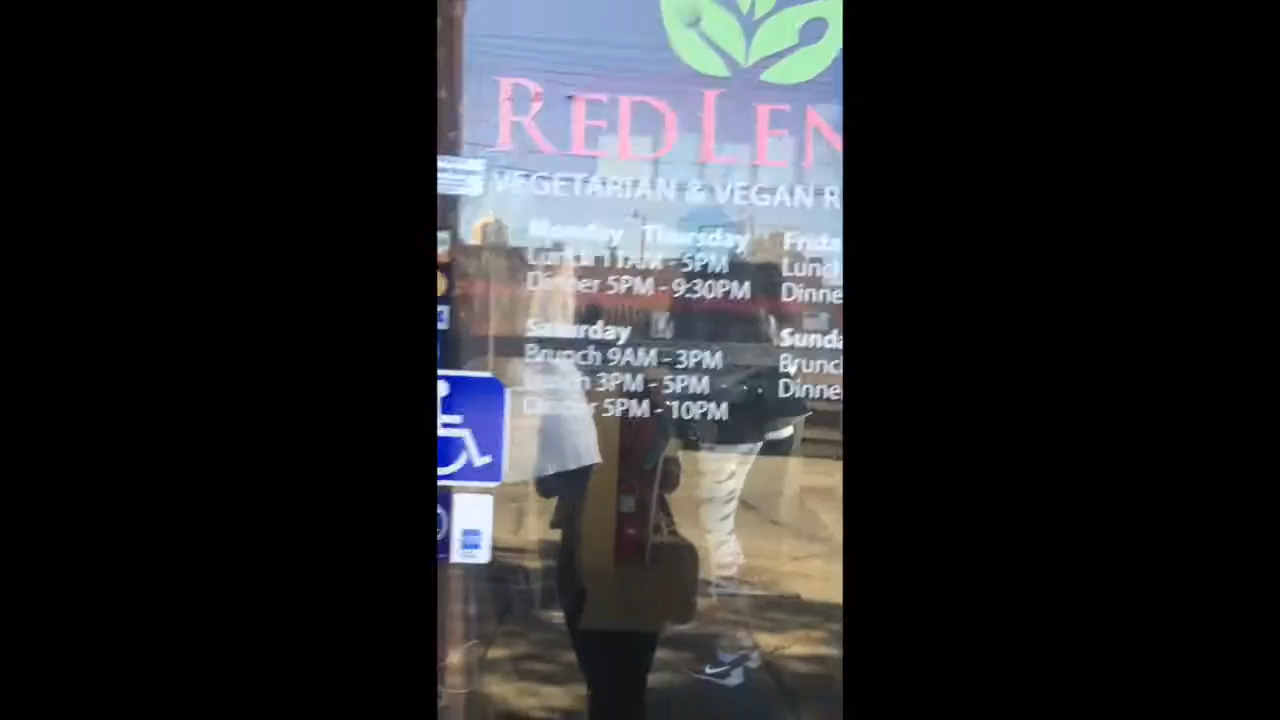 RED LEN
VEGETARIAN & VEGAN R
Monday Thursday
Lunch 11AM - 5PM
Dinner 5PM - 9:30PM
Frida
Lunch
Dinne
Saturday
Brunch 9AM - 3PM
Lunch 3PM - 5PM
Dinner 5PM - 10PM
Sunda
Brunc
Dinne